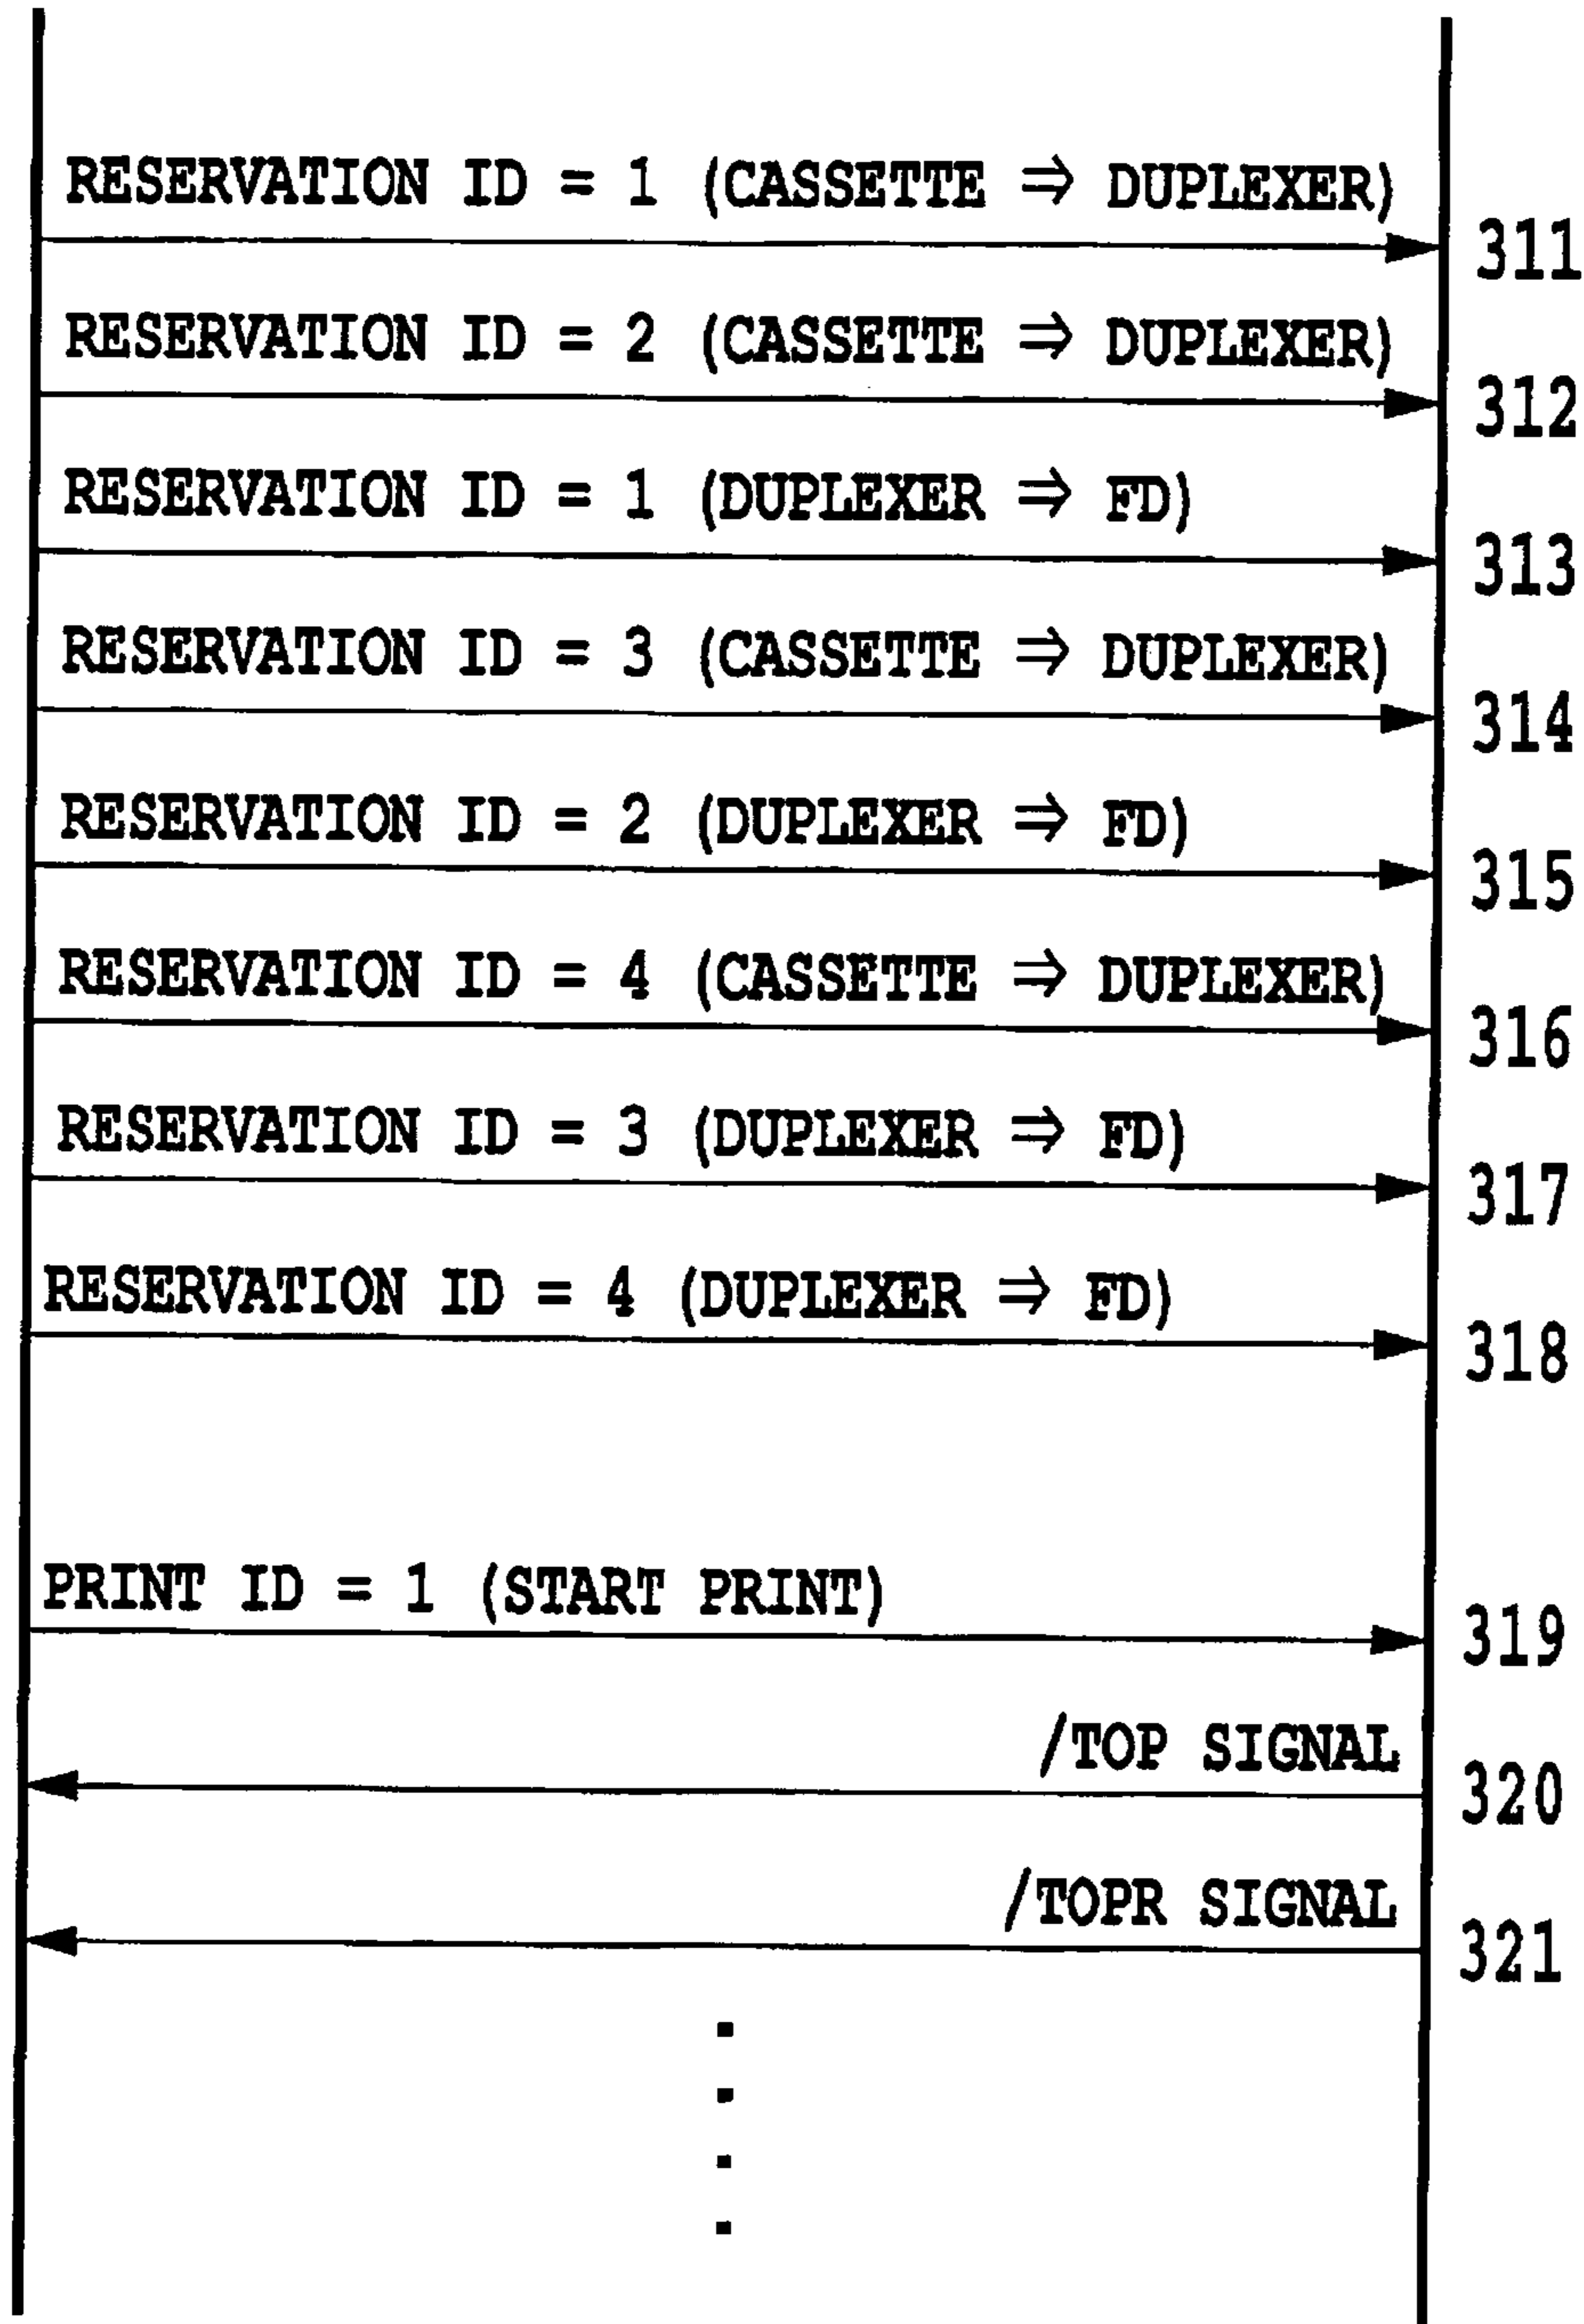 RESERVATION ID = 1 (CASSETTE ⇒ DUPLEXER)
311
RESERVATION ID = 2 (CASSETTE ⇒ DUPLEXER)
312
RESERVATION ID = 1 (DUPLEXER ⇒ FD)
313
RESERVATION ID = 3 (CASSETTE ⇒ DUPLEXER)
314
RESERVATION ID = 2 (DUPLEXER ⇒ FD)
315
RESERVATION ID = 4 (CASSETTE ⇒ DUPLEXER)
316
RESERVATION ID = 3 (DUPLEXER ⇒ FD)
317
RESERVATION ID = 4 (DUPLEXER ⇒ FD)
318
PRINT ID = 1 (START PRINT)
319
/TOP SIGNAL
320
/TOPR SIGNAL
321